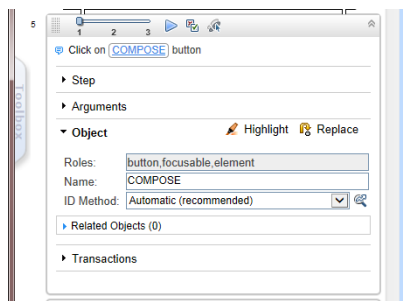 5
1 2 3
Click on COMPOSE button
Step
Arguments
Object Highlight Replace
Roles: button,focusable,element
Name: COMPOSE
ID Method: Automatic (recommended)
Related Objects (0)
Transactions
Toolbox